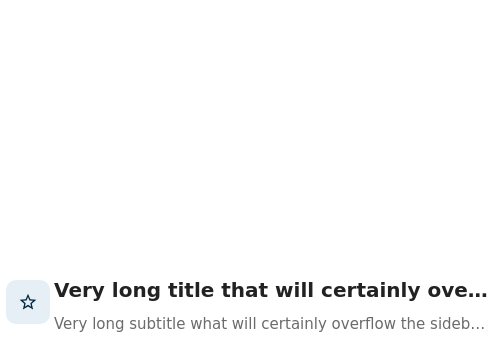 Very long title that will certainly ove…
Very long subtitle what will certainly overflow the sideb…